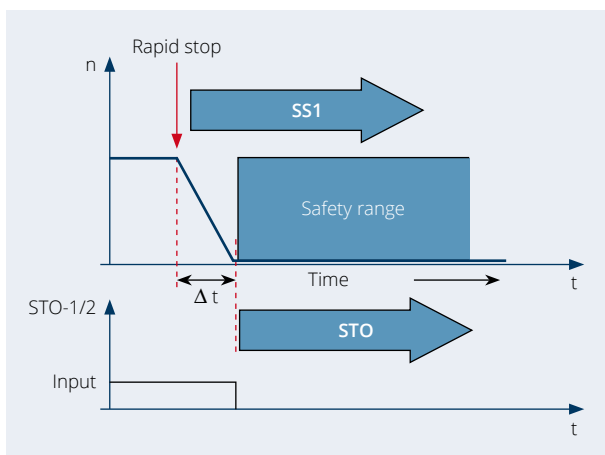 Rapid stop
n
SS1
Safety range
Time
t
Δ t
STO-1/2
STO
Input
t